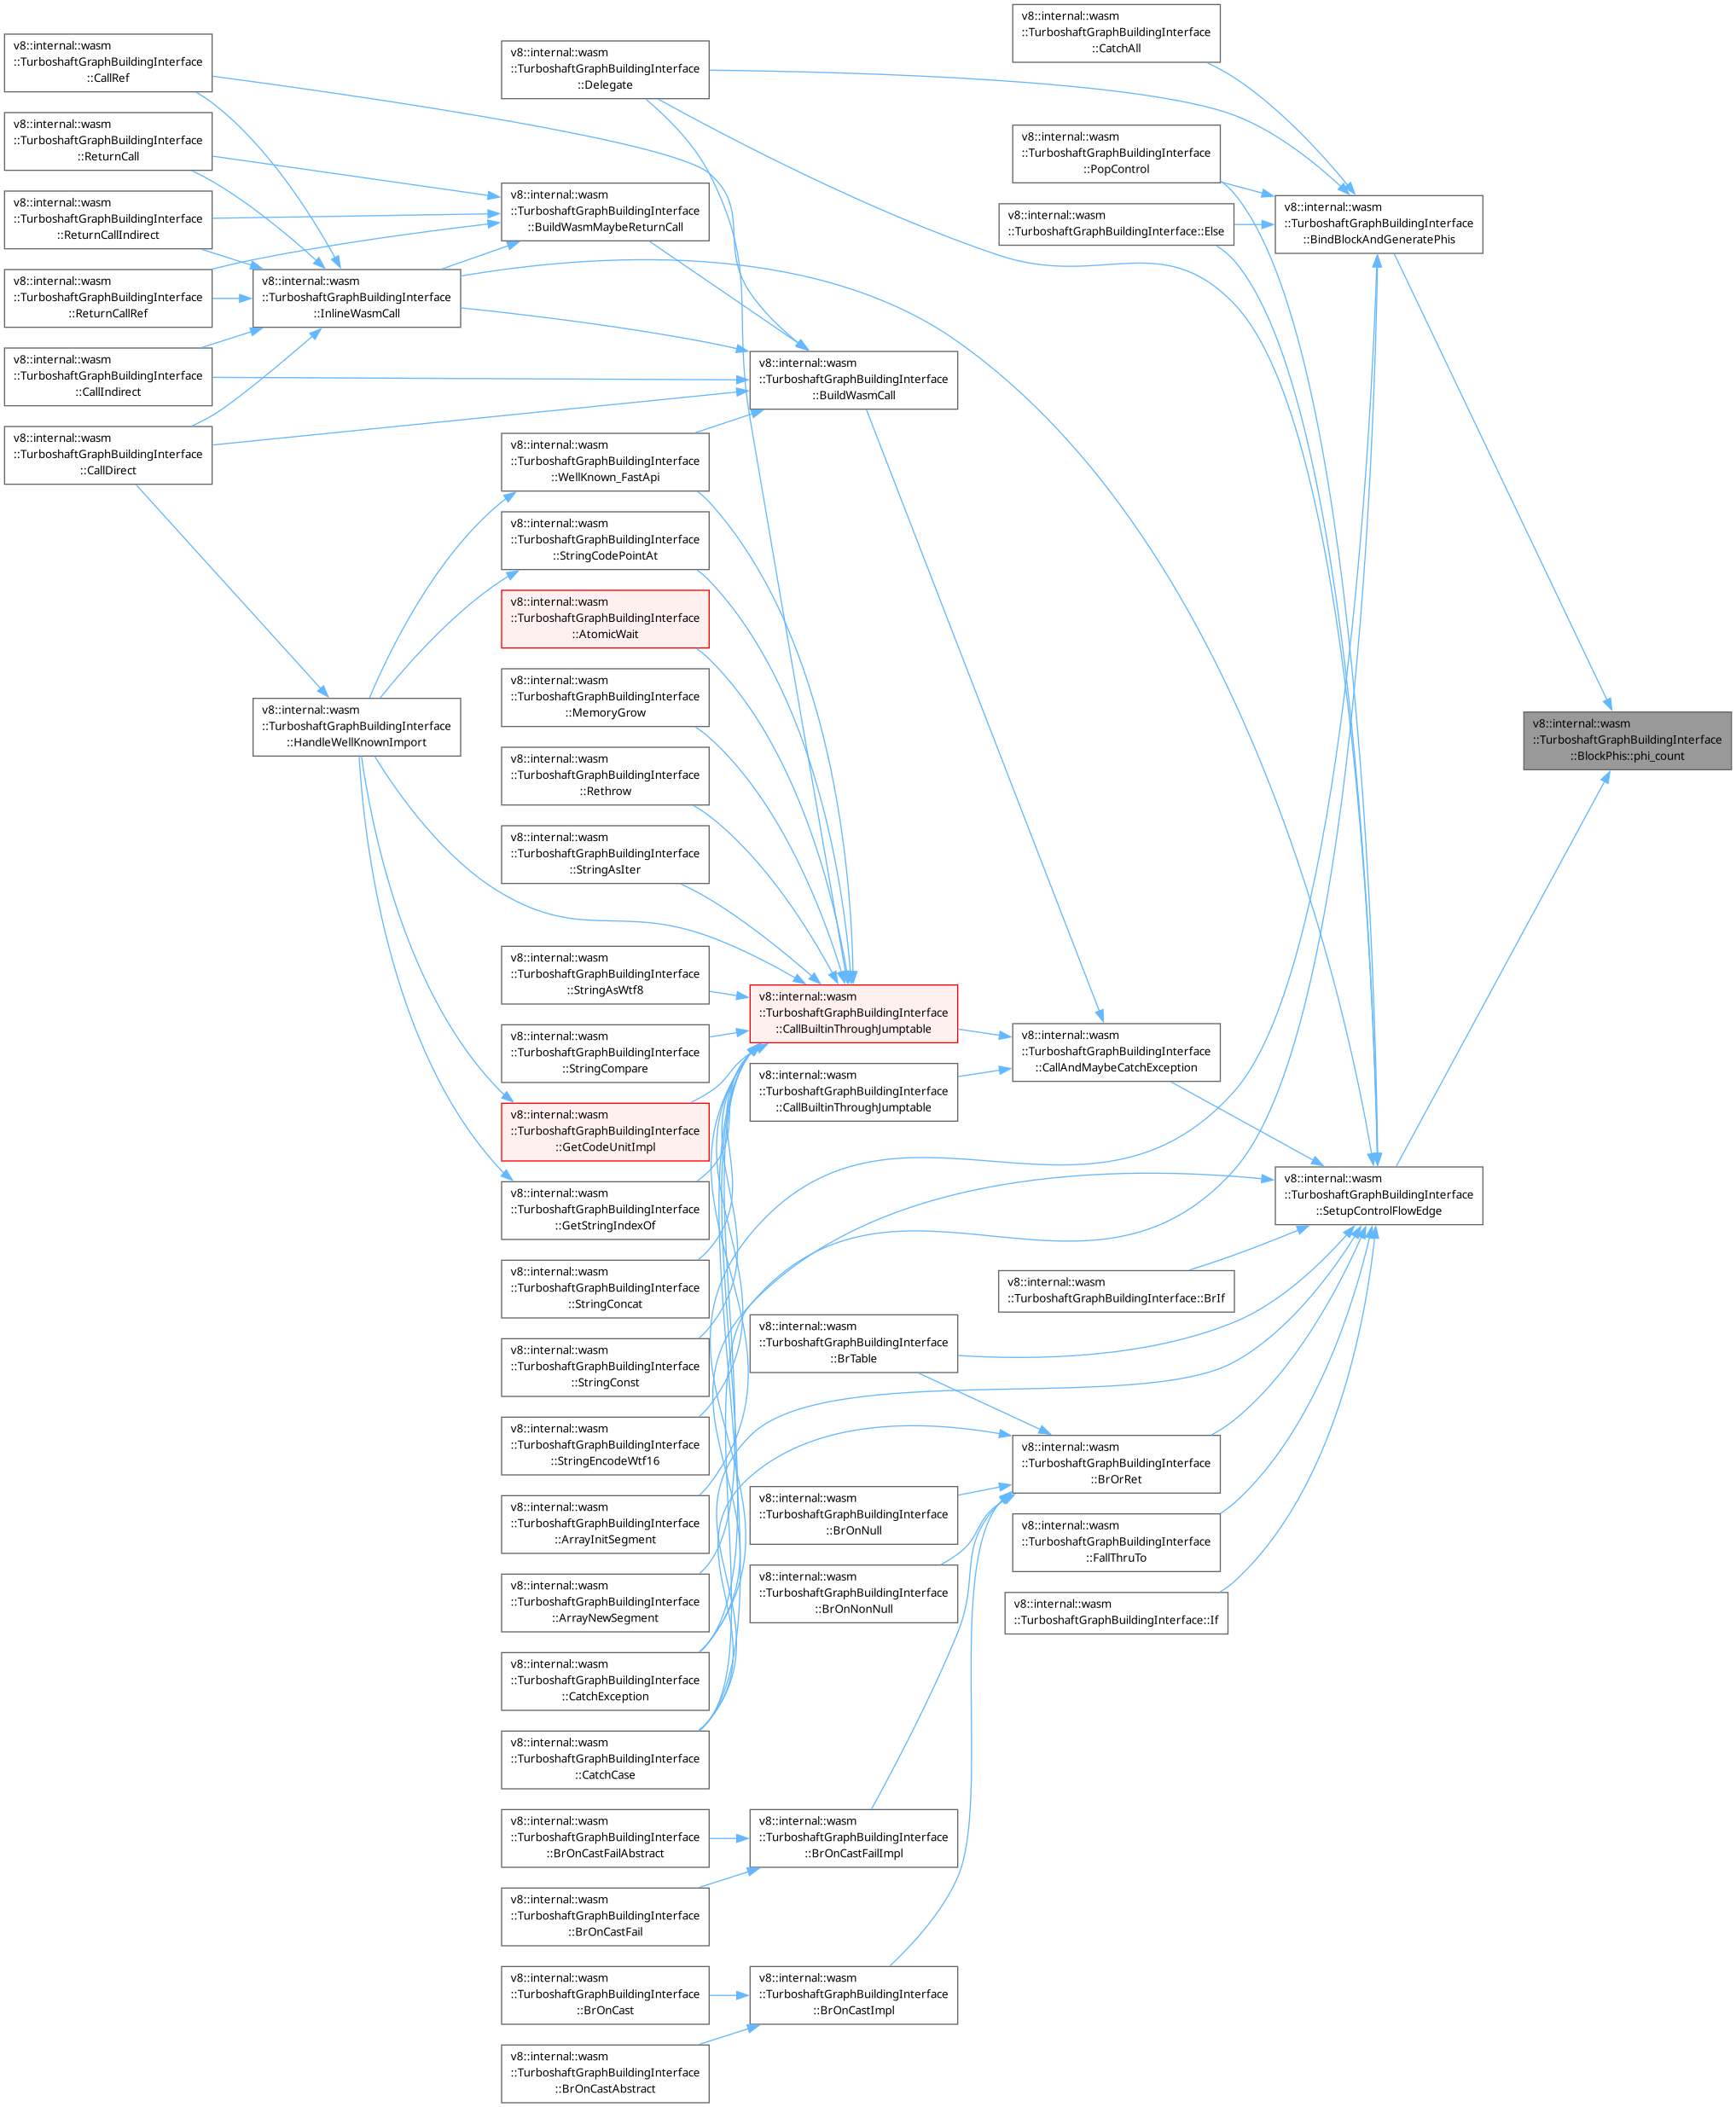 v8::internal::wasm
::TurboshaftGraphBuildingInterface
::CallRef
v8::internal::wasm
::TurboshaftGraphBuildingInterface
::ReturnCall
v8::internal::wasm
::TurboshaftGraphBuildingInterface
::ReturnCallIndirect
v8::internal::wasm
::TurboshaftGraphBuildingInterface
::ReturnCallRef
v8::internal::wasm
::TurboshaftGraphBuildingInterface
::CallIndirect
v8::internal::wasm
::TurboshaftGraphBuildingInterface
::CallDirect
v8::internal::wasm
::TurboshaftGraphBuildingInterface
::InlineWasmCall
v8::internal::wasm
::TurboshaftGraphBuildingInterface
::HandleWellKnownImport
v8::internal::wasm
::TurboshaftGraphBuildingInterface
::Delegate
v8::internal::wasm
::TurboshaftGraphBuildingInterface
::BuildWasmMaybeReturnCall
v8::internal::wasm
::TurboshaftGraphBuildingInterface
::WellKnown_FastApi
v8::internal::wasm
::TurboshaftGraphBuildingInterface
::StringCodePointAt
v8::internal::wasm
::TurboshaftGraphBuildingInterface
::AtomicWait
v8::internal::wasm
::TurboshaftGraphBuildingInterface
::MemoryGrow
v8::internal::wasm
::TurboshaftGraphBuildingInterface
::Rethrow
v8::internal::wasm
::TurboshaftGraphBuildingInterface
::StringAsIter
v8::internal::wasm
::TurboshaftGraphBuildingInterface
::StringAsWtf8
v8::internal::wasm
::TurboshaftGraphBuildingInterface
::StringCompare
v8::internal::wasm
::TurboshaftGraphBuildingInterface
::GetCodeUnitImpl
v8::internal::wasm
::TurboshaftGraphBuildingInterface
::GetStringIndexOf
v8::internal::wasm
::TurboshaftGraphBuildingInterface
::StringConcat
v8::internal::wasm
::TurboshaftGraphBuildingInterface
::StringConst
v8::internal::wasm
::TurboshaftGraphBuildingInterface
::StringEncodeWtf16
v8::internal::wasm
::TurboshaftGraphBuildingInterface
::ArrayInitSegment
v8::internal::wasm
::TurboshaftGraphBuildingInterface
::ArrayNewSegment
v8::internal::wasm
::TurboshaftGraphBuildingInterface
::CatchException
v8::internal::wasm
::TurboshaftGraphBuildingInterface
::CatchCase
v8::internal::wasm
::TurboshaftGraphBuildingInterface
::BrOnCastFailAbstract
v8::internal::wasm
::TurboshaftGraphBuildingInterface
::BrOnCastFail
v8::internal::wasm
::TurboshaftGraphBuildingInterface
::BrOnCast
v8::internal::wasm
::TurboshaftGraphBuildingInterface
::BrOnCastAbstract
v8::internal::wasm
::TurboshaftGraphBuildingInterface
::BuildWasmCall
v8::internal::wasm
::TurboshaftGraphBuildingInterface
::CallBuiltinThroughJumptable
v8::internal::wasm
::TurboshaftGraphBuildingInterface
::CallBuiltinThroughJumptable
v8::internal::wasm
::TurboshaftGraphBuildingInterface
::BrTable
v8::internal::wasm
::TurboshaftGraphBuildingInterface
::BrOnNull
v8::internal::wasm
::TurboshaftGraphBuildingInterface
::BrOnNonNull
v8::internal::wasm
::TurboshaftGraphBuildingInterface
::BrOnCastFailImpl
v8::internal::wasm
::TurboshaftGraphBuildingInterface
::BrOnCastImpl
v8::internal::wasm
::TurboshaftGraphBuildingInterface
::CatchAll
v8::internal::wasm
::TurboshaftGraphBuildingInterface
::PopControl
v8::internal::wasm
::TurboshaftGraphBuildingInterface::Else
v8::internal::wasm
::TurboshaftGraphBuildingInterface
::CallAndMaybeCatchException
v8::internal::wasm
::TurboshaftGraphBuildingInterface::BrIf
v8::internal::wasm
::TurboshaftGraphBuildingInterface
::BrOrRet
v8::internal::wasm
::TurboshaftGraphBuildingInterface
::FallThruTo
v8::internal::wasm
::TurboshaftGraphBuildingInterface::If
v8::internal::wasm
::TurboshaftGraphBuildingInterface
::BindBlockAndGeneratePhis
v8::internal::wasm
::TurboshaftGraphBuildingInterface
::SetupControlFlowEdge
v8::internal::wasm
::TurboshaftGraphBuildingInterface
::BlockPhis::phi_count